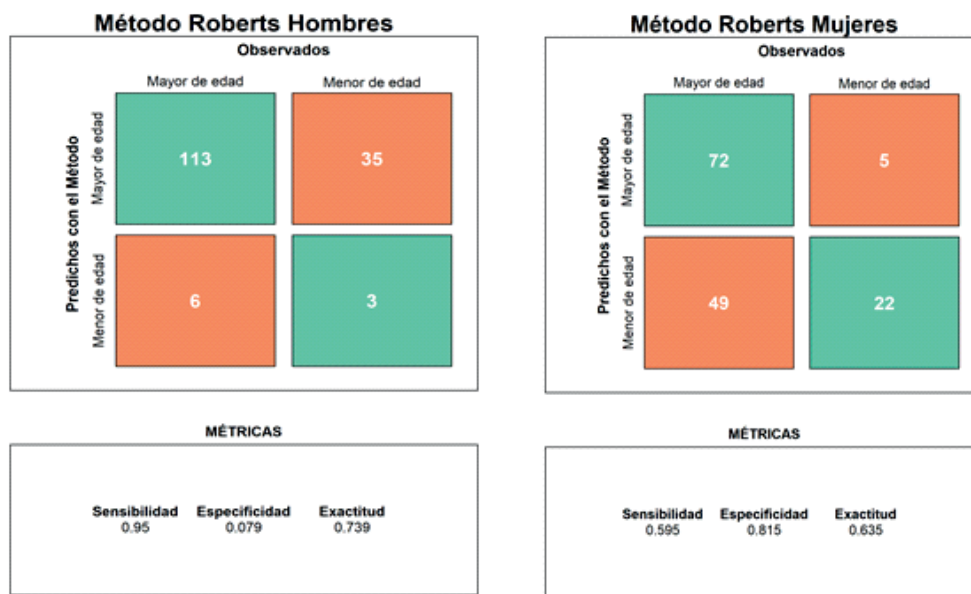 Método Roberts Hombres
Observados
Mayor de edad Menor de edad
Predichos con el Método
Mayor de edad
113 35
Menor de edad
6 3
MÉTRICAS
Sensibilidad Especificidad Exactitud
0.95 0.079 0.739
Método Roberts Mujeres
Observados
Mayor de edad Menor de edad
Predichos con el Método
Mayor de edad
72 5
Menor de edad
49 22
MÉTRICAS
Sensibilidad Especificidad Exactitud
0.595 0.815 0.635